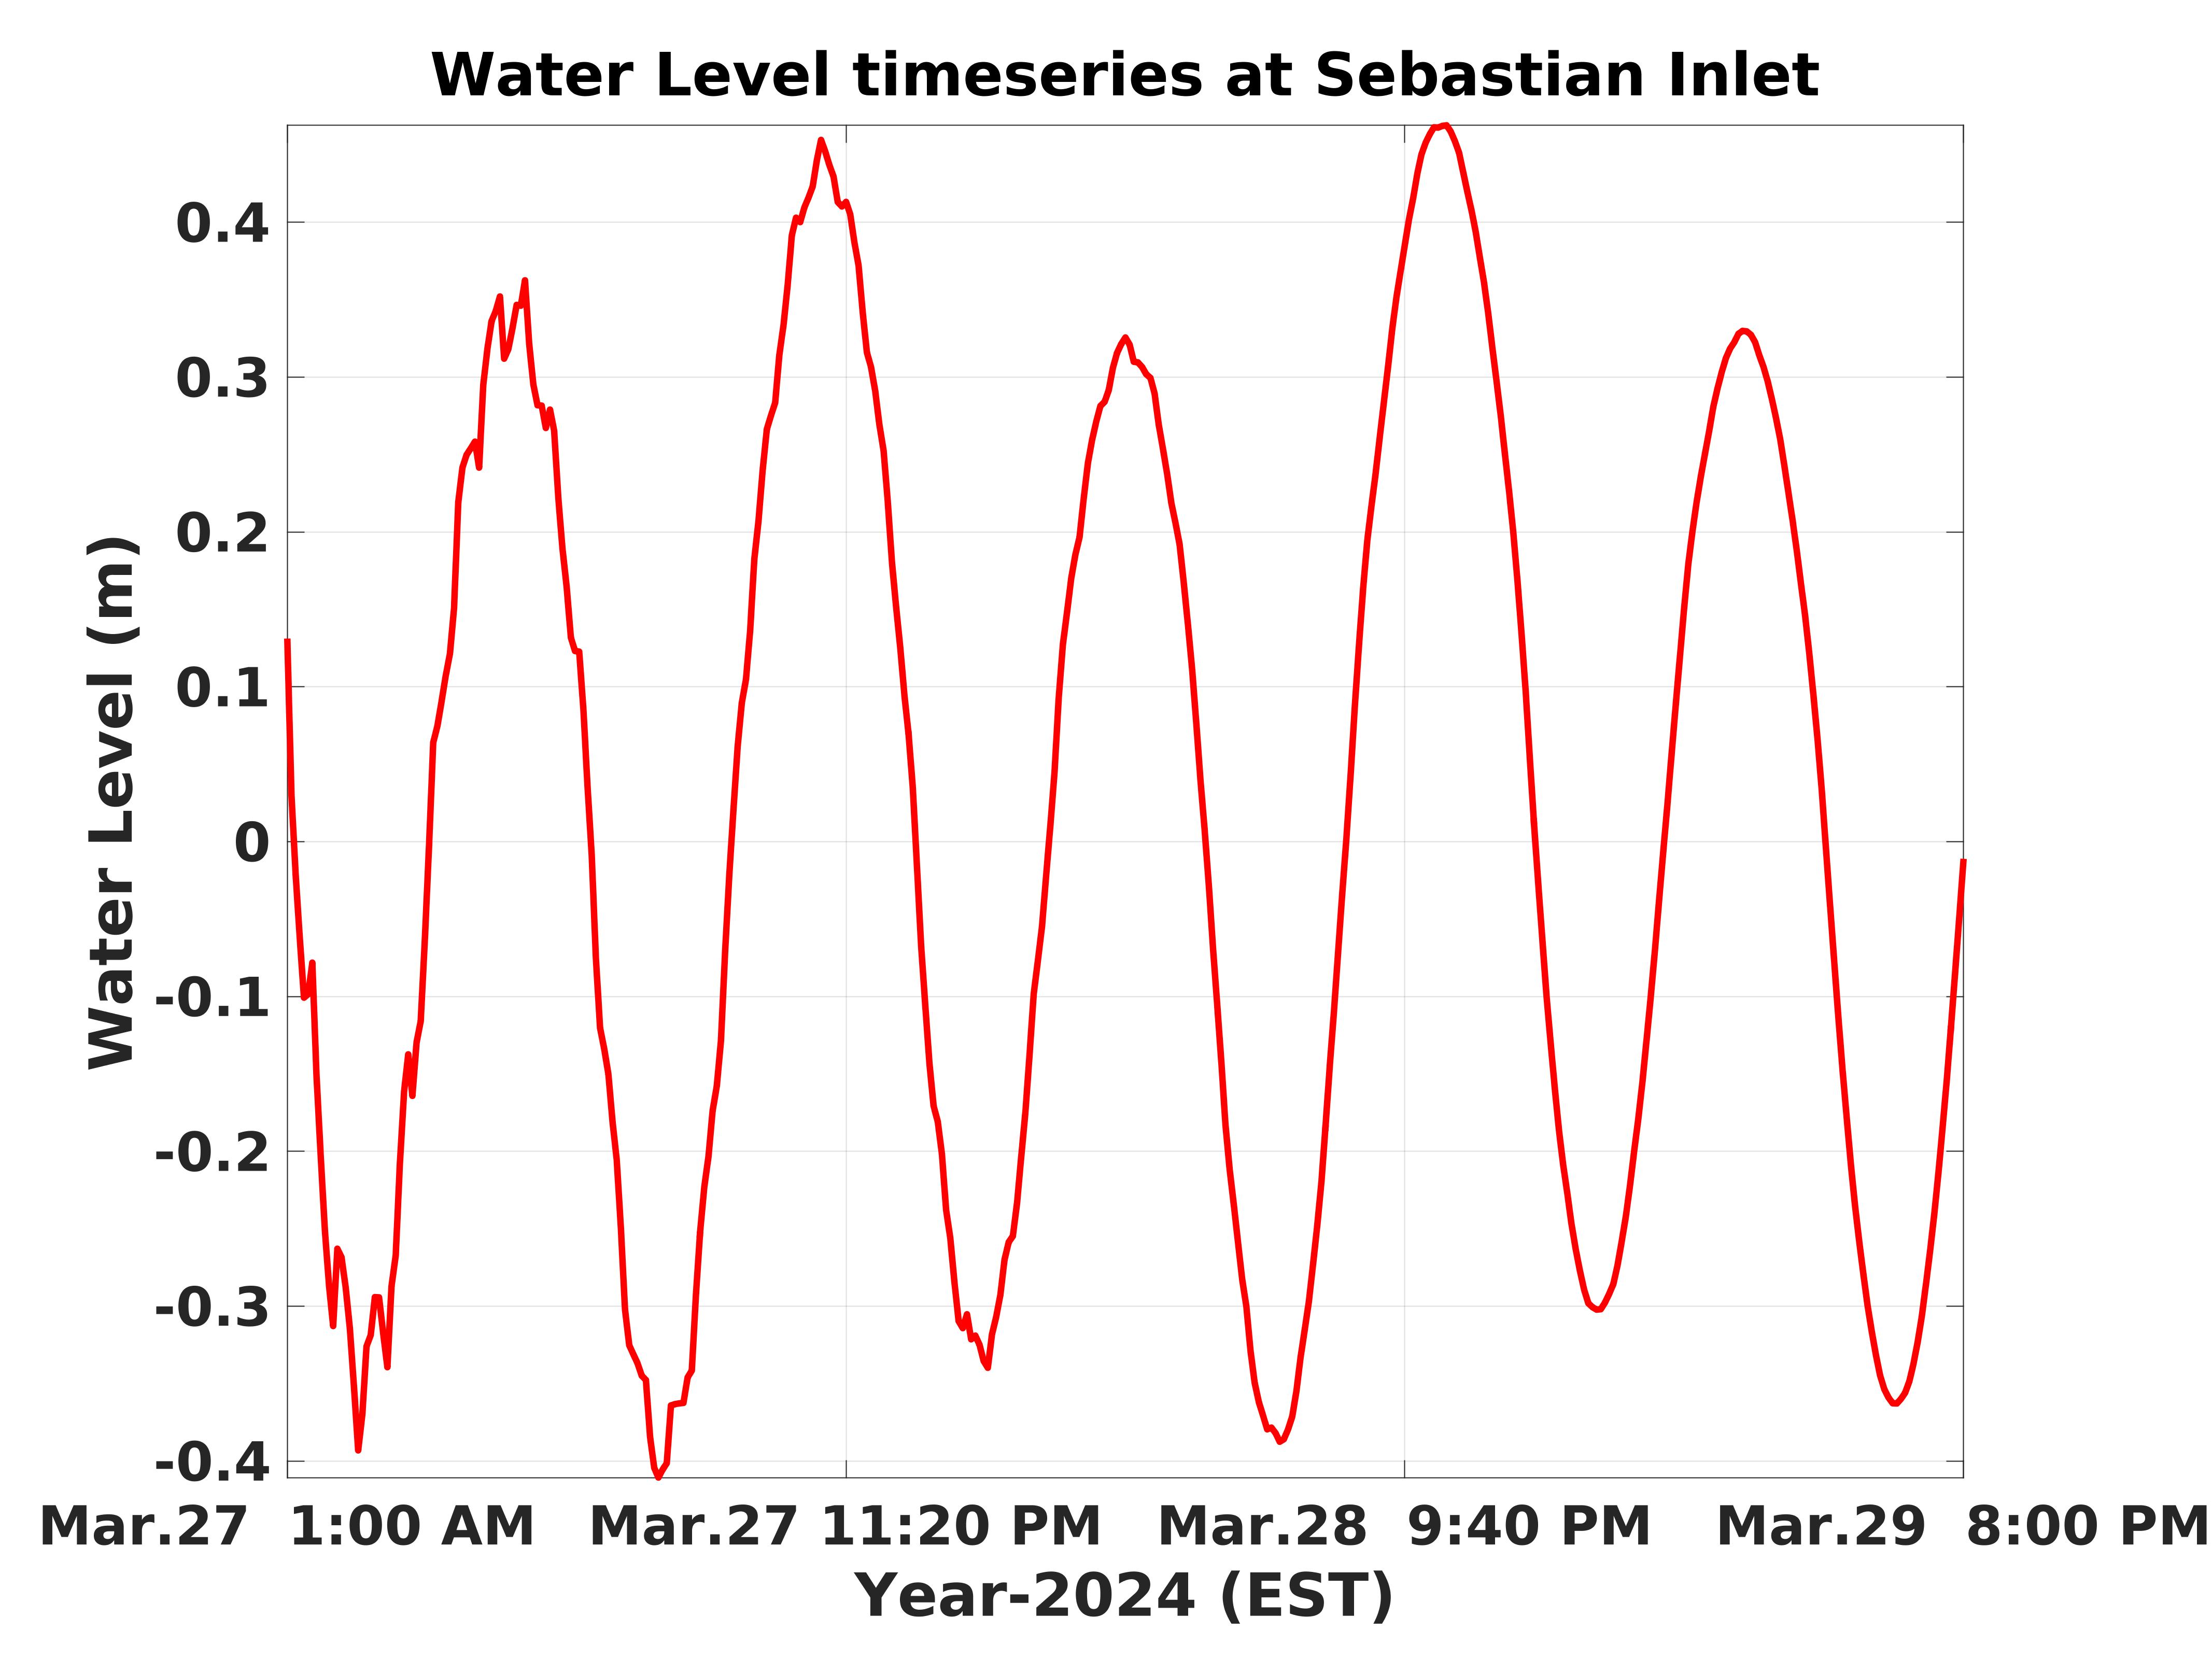 Water Level timeseries at Sebastian Inlet
Water Level (m)
0.4
0.3
0.2
0.1
0
-0.1
-0.2
-0.3
-0.4
Mar.27 1:00 AM Mar.27 11:20 PM Mar.28 9:40 PM Mar.29 8:00 PM
Year-2024 (EST)